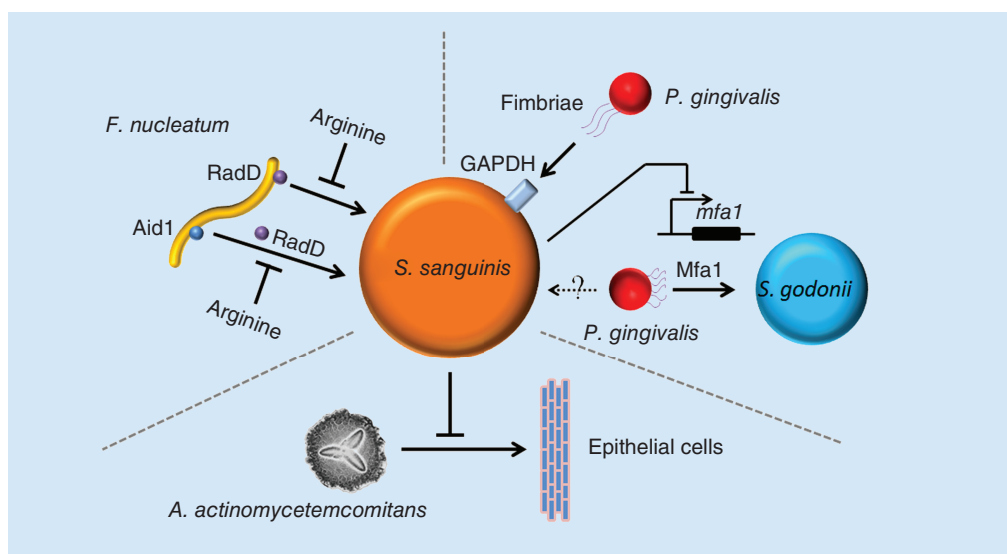 F. nucleatum
Arginine
RadD
Aid1
RadD
Arginine
Fimbriae
P. gingivalis
GAPDH
mfa1
S. sanguinis
?
Mfa1
S. godonii
P. gingivalis
Epithelial cells
A. actinomycetemcomitans